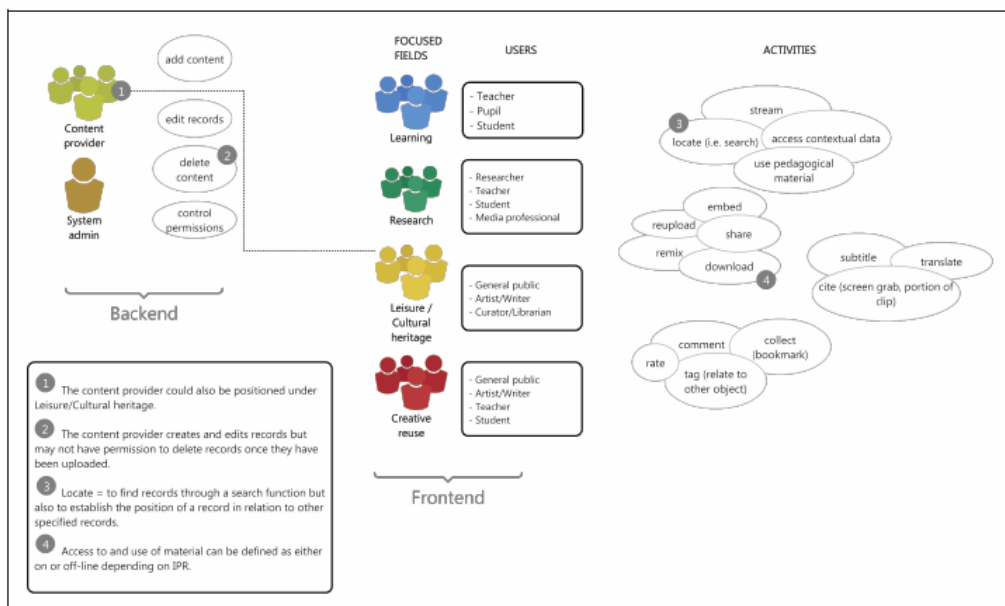 FOCUSED
FIELDS
USERS
ACTIVITIES
1
Content
provider
System
admin
add content
edit records
2
delete
content
control
permissions
Backend
Learning
- Teacher
- Pupil
- Student
Research
- Researcher
- Teacher
- Student
- Media professional
Leisure /
Cultural
heritage
- General public
- Artist/Writer
- Curator/Librarian
Creative
reuse
- General public
- Artist/Writer
- Teacher
- Student
Frontend
stream
3
locate (i.e. search)
access contextual data
use pedagogical
material
embed
reupload
share
remix
download
4
subtitle
translate
cite (screen grab, portion of
clip)
comment
collect
(bookmark)
rate
tag (relate to
other object)
1 The content provider could also be positioned under
Leisure/Cultural heritage.
2 The content provider creates and edits records but
may not have permission to delete records once they have
been uploaded.
3 Locate = to find records through a search function but
also to establish the position of a record in relation to other
specified records.
4 Access to and use of material can be defined as either
on or off-line depending on IPR.